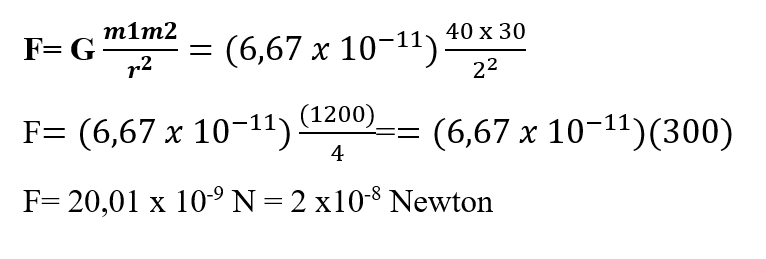 F= G m1m2/r² = (6,67 x 10⁻¹¹) 40 x 30/2²
F= (6,67 x 10⁻¹¹) (1200)/4 == (6,67 x 10⁻¹¹)(300)
F= 20,01 x 10⁻⁹ N = 2 x10⁻⁸ Newton